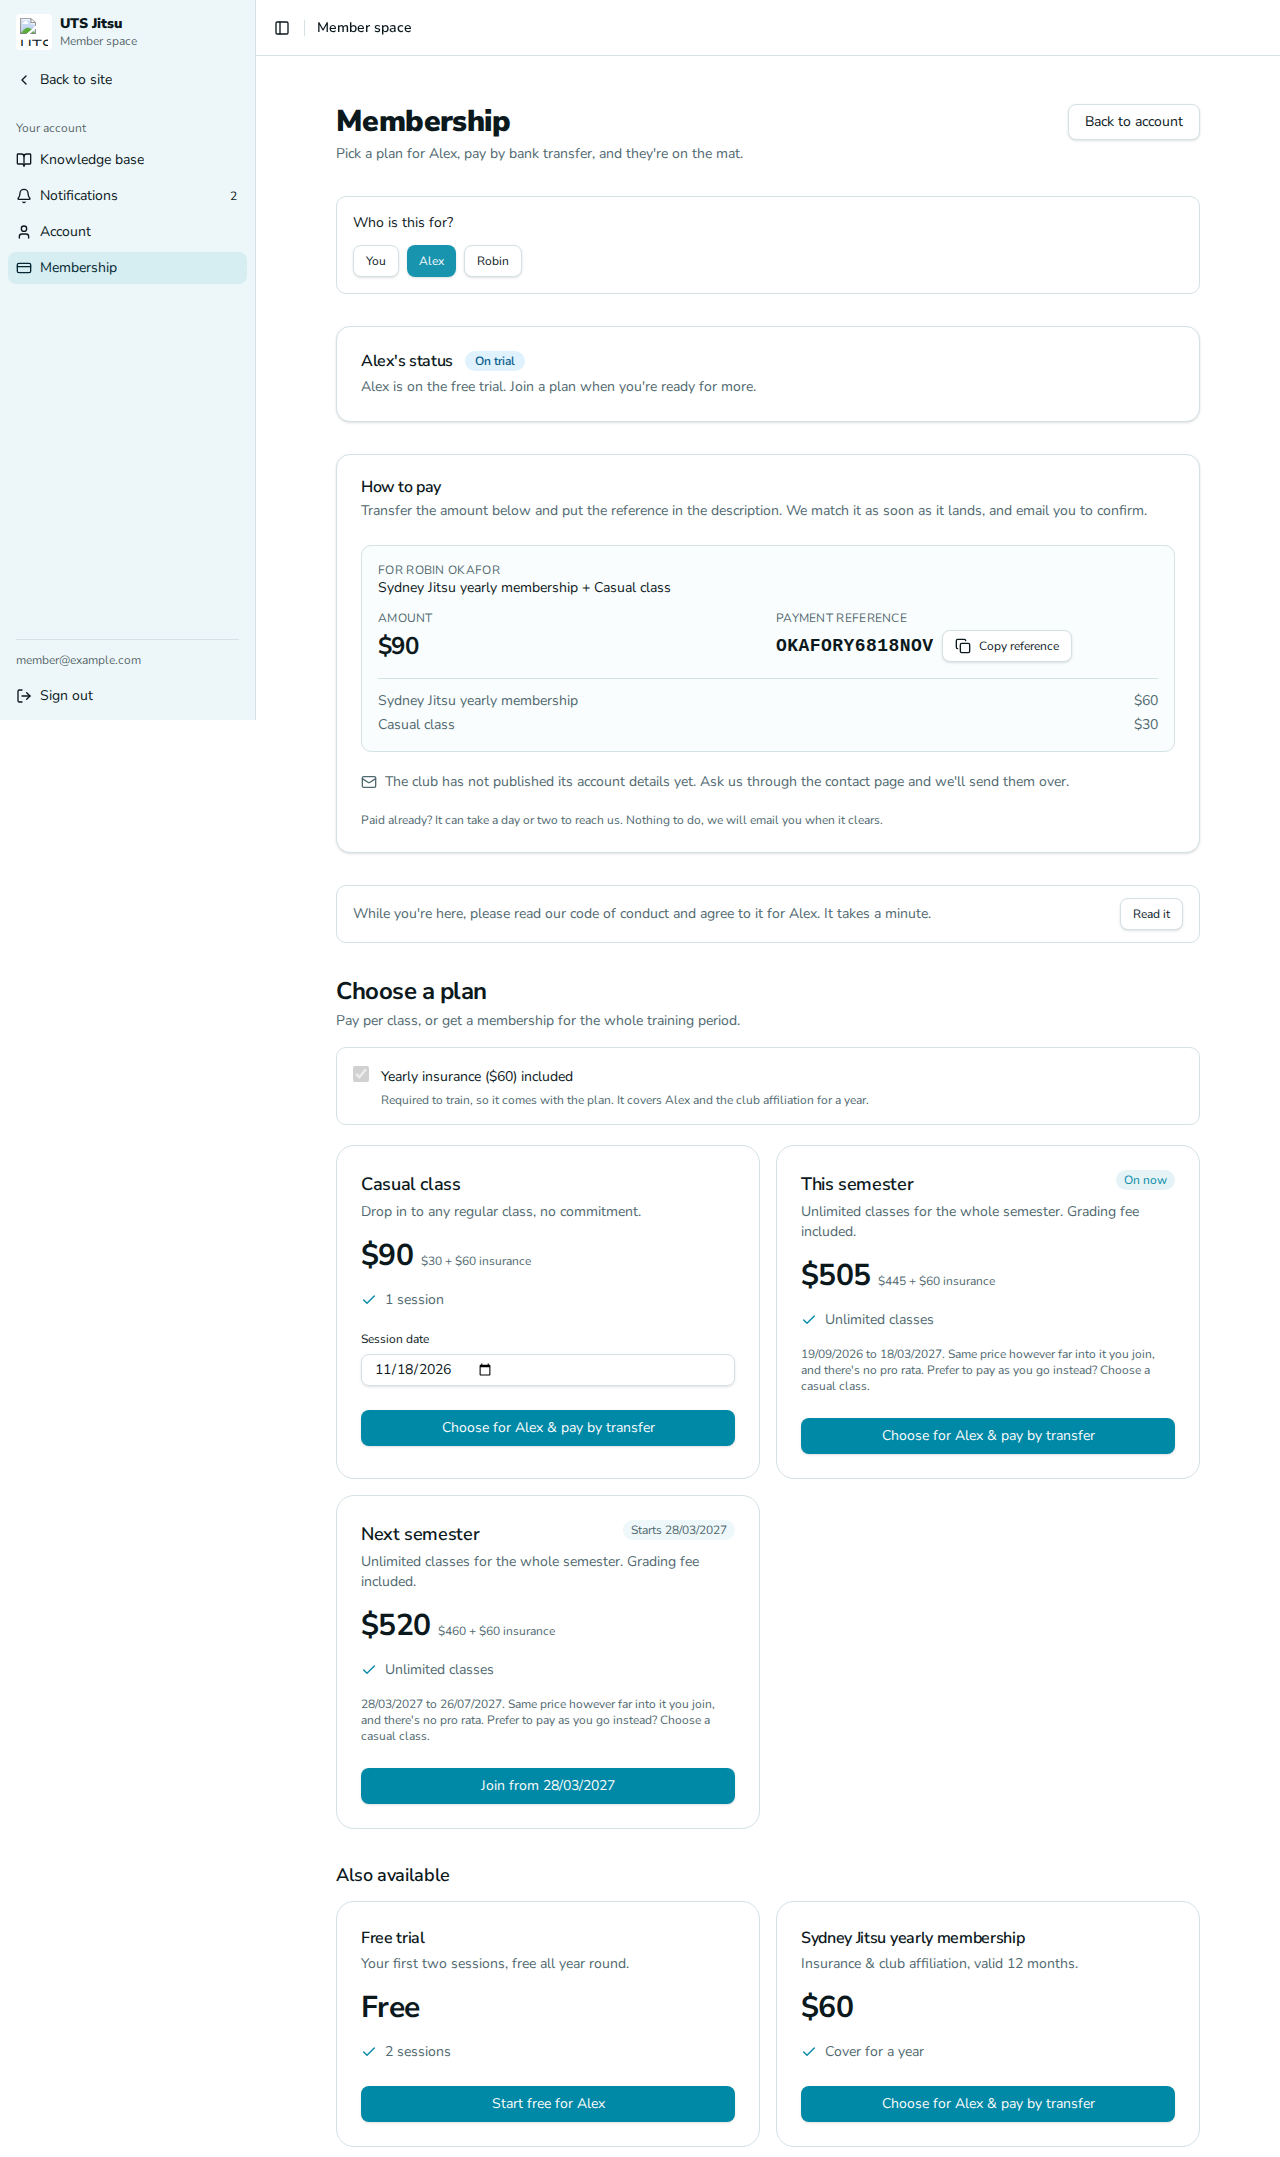 UTS Jitsu
Member space
Back to site
Your account
Knowledge base
Notifications 2
Account
Membership
member@example.com
Sign out
Member space
Membership
Back to account
Pick a plan for Alex, pay by bank transfer, and they're on the mat.
Who is this for?
You Alex Robin
Alex's status On trial
Alex is on the free trial. Join a plan when you're ready for more.
How to pay
Transfer the amount below and put the reference in the description. We match it as soon as it lands, and email you to confirm.
FOR ROBIN OKAFOR
Sydney Jitsu yearly membership + Casual class
AMOUNT
$90
PAYMENT REFERENCE
OKAFORY6818NOV Copy reference
Sydney Jitsu yearly membership $60
Casual class $30
The club has not published its account details yet. Ask us through the contact page and we'll send them over.
Paid already? It can take a day or two to reach us. Nothing to do, we will email you when it clears.
While you're here, please read our code of conduct and agree to it for Alex. It takes a minute.
Read it
Choose a plan
Pay per class, or get a membership for the whole training period.
Yearly insurance ($60) included
Required to train, so it comes with the plan. It covers Alex and the club affiliation for a year.
Casual class
Drop in to any regular class, no commitment.
$90 $30 + $60 insurance
1 session
Session date
11/18/2026
Choose for Alex & pay by transfer
This semester On now
Unlimited classes for the whole semester. Grading fee
included.
$505 $445 + $60 insurance
Unlimited classes
19/09/2026 to 18/03/2027. Same price however far into it you join,
and there's no pro rata. Prefer to pay as you go instead? Choose a
casual class.
Choose for Alex & pay by transfer
Next semester Starts 28/03/2027
Unlimited classes for the whole semester. Grading fee
included.
$520 $460 + $60 insurance
Unlimited classes
28/03/2027 to 26/07/2027. Same price however far into it you join,
and there's no pro rata. Prefer to pay as you go instead? Choose a
casual class.
Join from 28/03/2027
Also available
Free trial
Your first two sessions, free all year round.
Free
2 sessions
Start free for Alex
Sydney Jitsu yearly membership
Insurance & club affiliation, valid 12 months.
$60
Cover for a year
Choose for Alex & pay by transfer